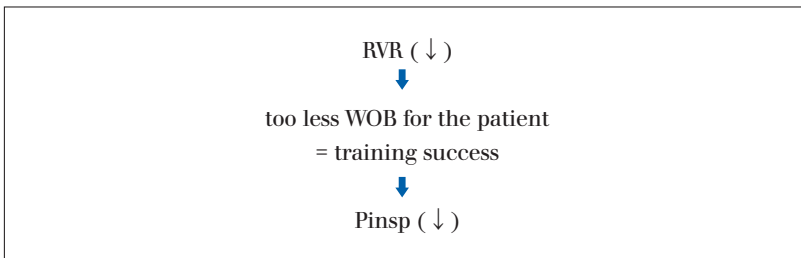 RVR (↓)
too less WOB for the patient
= training success
Pinsp (↓)